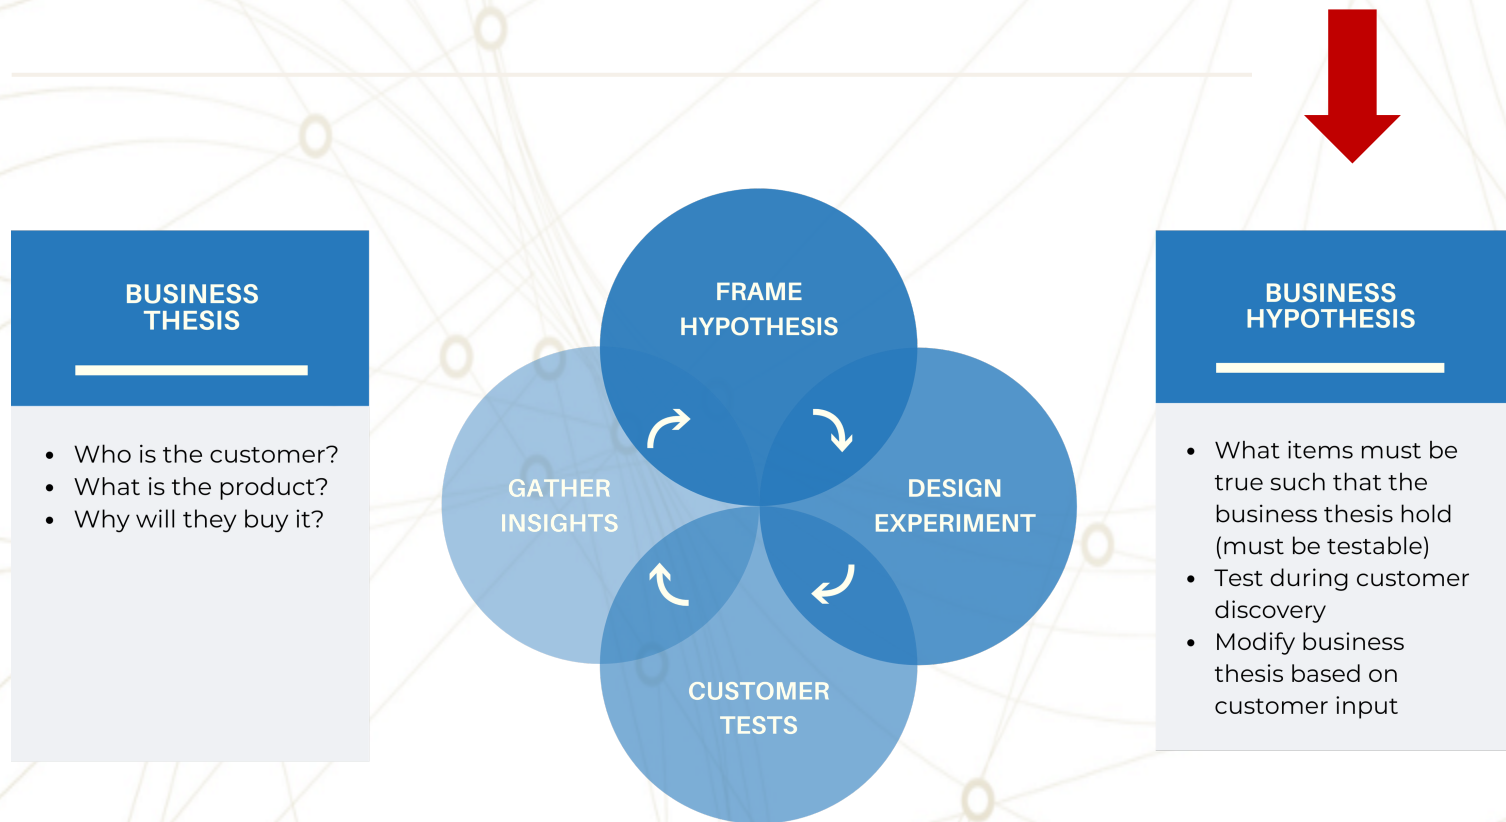 BUSINESS
THESIS
• Who is the customer?
• What is the product?
• Why will they buy it?
FRAME
HYPOTHESIS
GATHER
INSIGHTS
DESIGN
EXPERIMENT
CUSTOMER
TESTS
BUSINESS
HYPOTHESIS
• What items must be
true such that the
business thesis hold
(must be testable)
• Test during customer
discovery
• Modify business
thesis based on
customer input